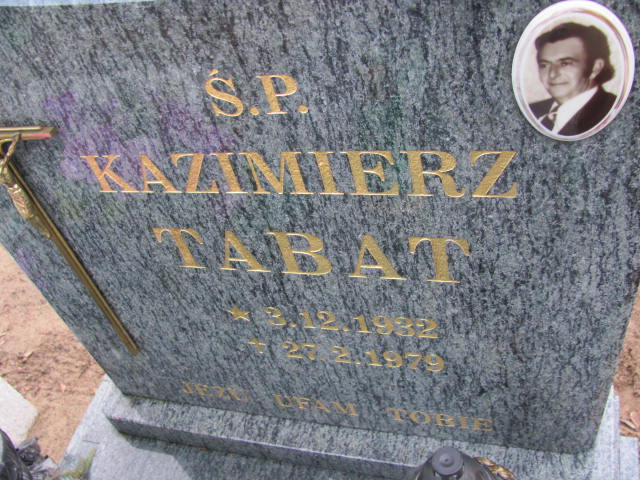 Ś.P.
KAZIMIERZ
TABAT
★ 3.12.1932
✝ 27.2.1979
JEZU UFAM TOBIE